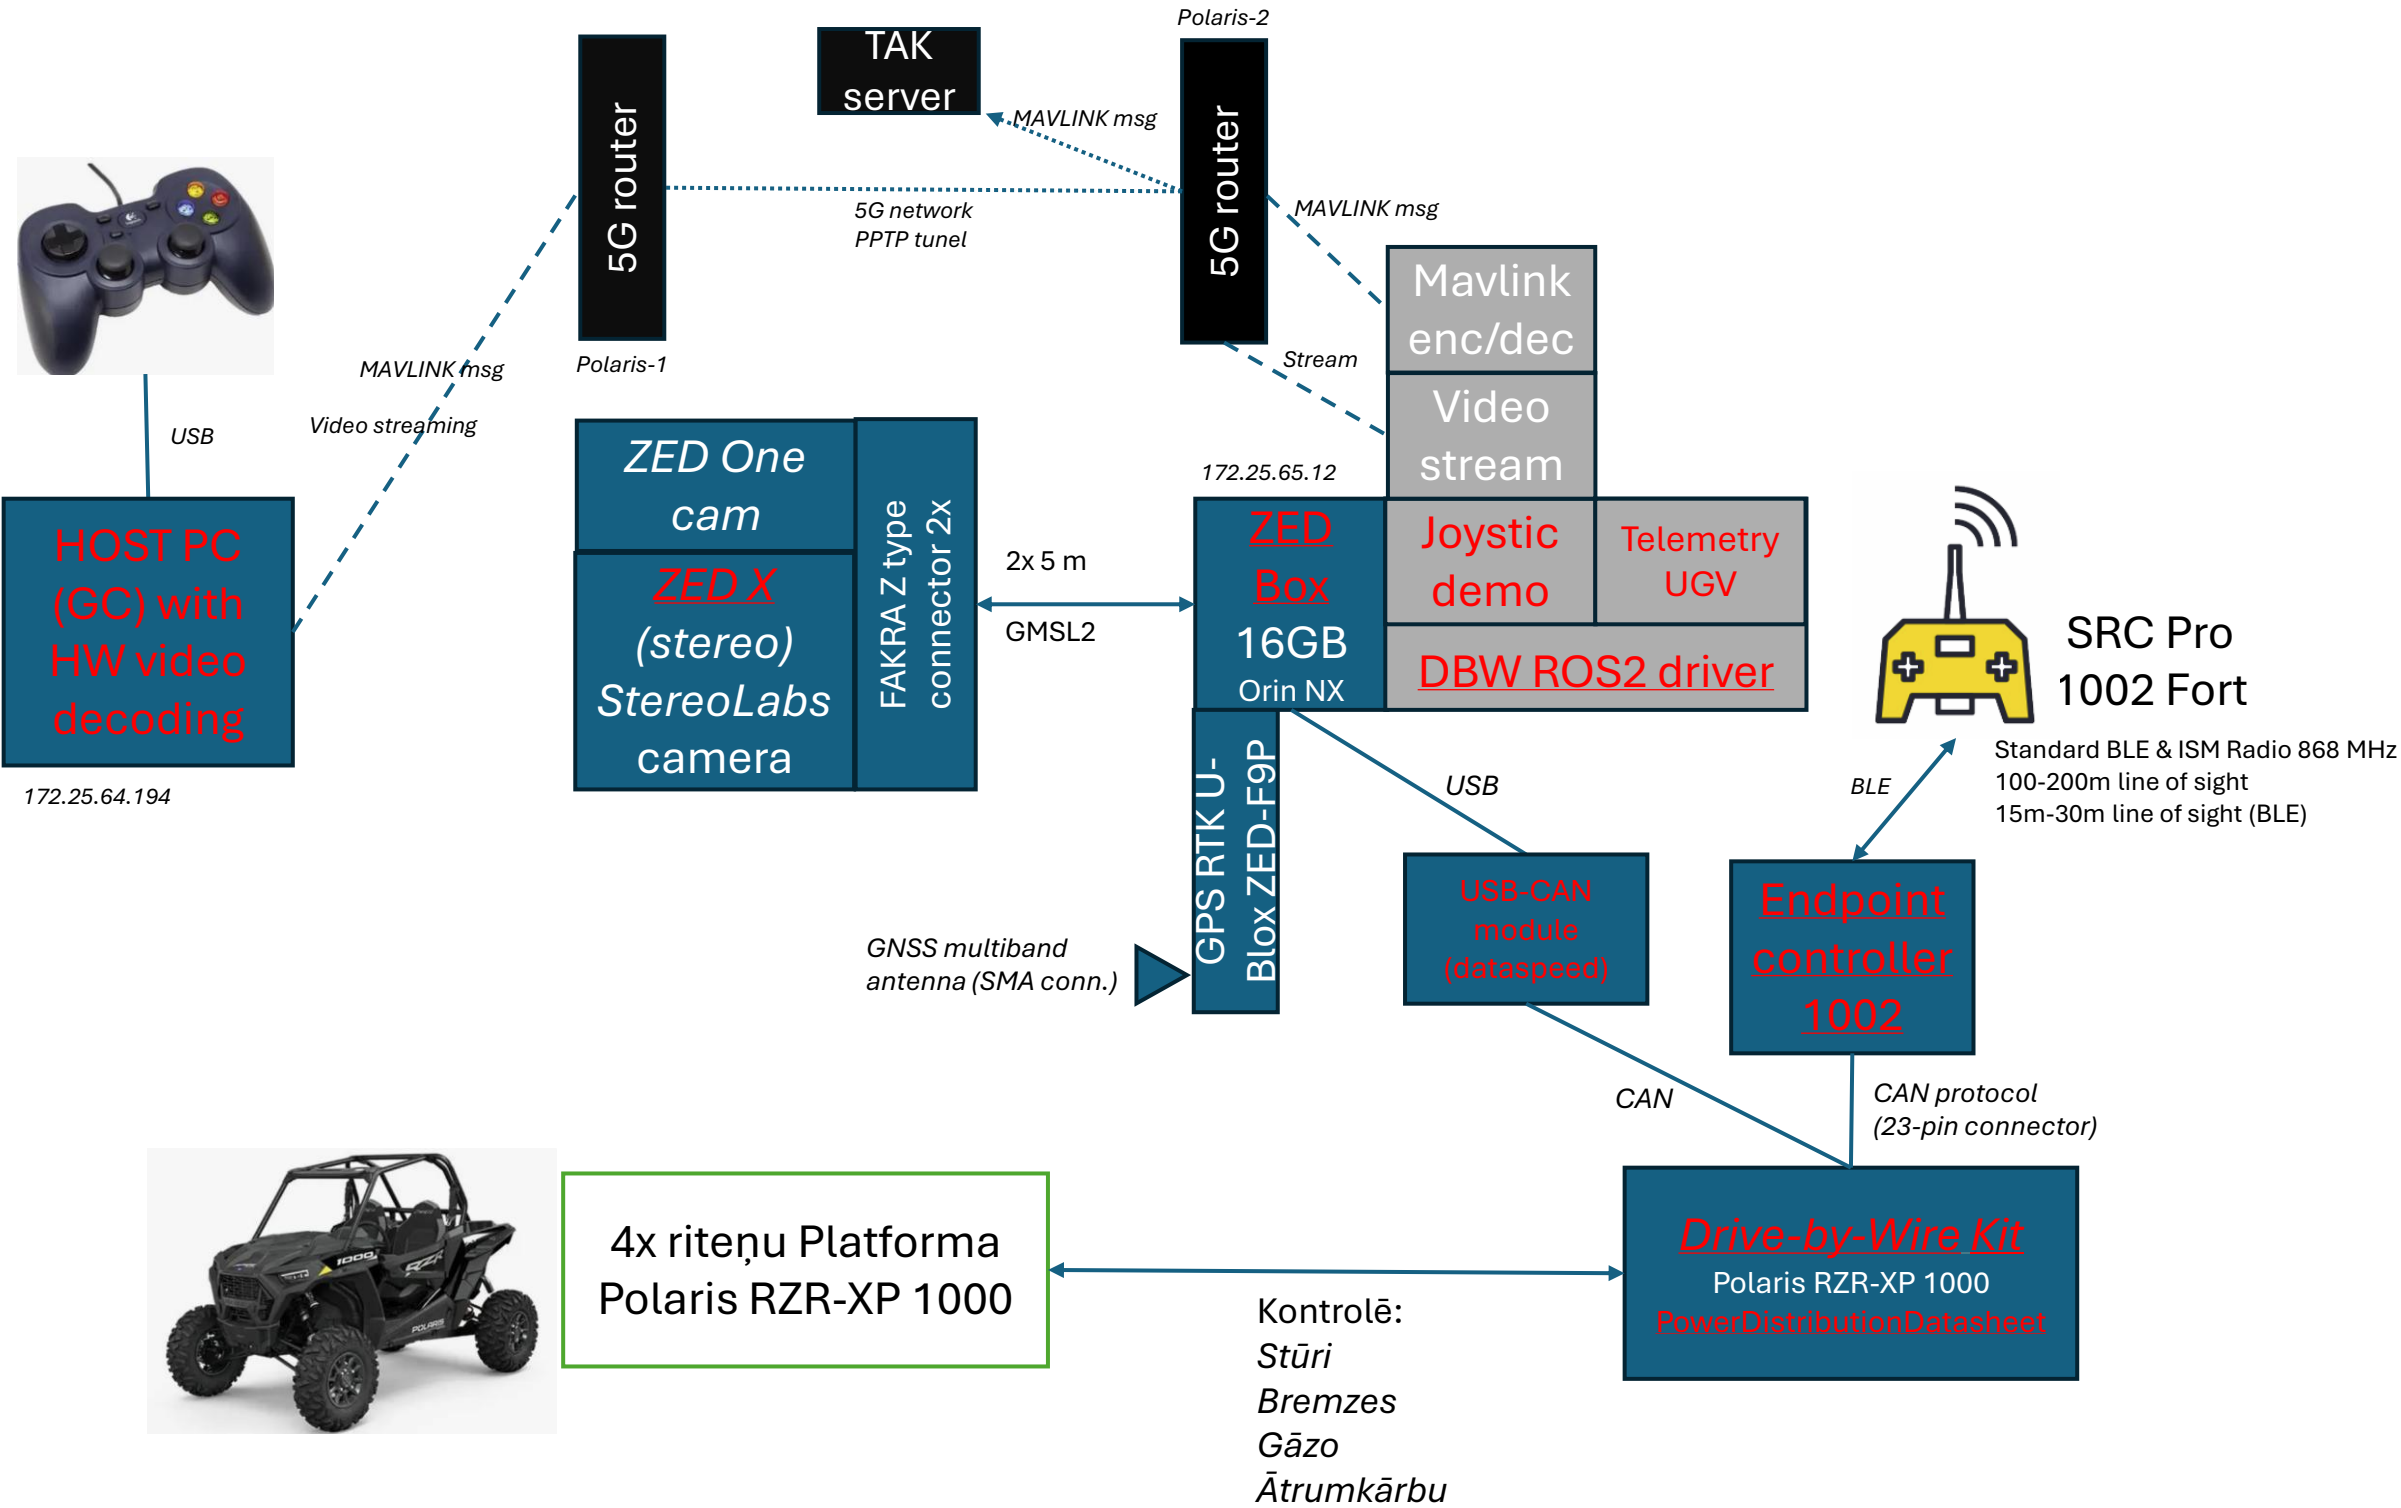 Polaris-2
TAK
server
5G router
5G router
MAVLINK msg
5G network
PPTP tunel
MAVLINK msg
Mavlink
enc/dec
Stream
Polaris-1
MAVLINK msg
Video streaming
USB
Video
stream
172.25.65.12
HOST PC
(GC) with
HW video
decoding
172.25.64.194
ZED One
cam
ZED X
(stereo)
StereoLabs
camera
FAKRA Z type
connector 2x
2x 5 m
GMSL2
ZED
Box
16GB
Orin NX
Joystic
demo
Telemetry
UGV
DBW ROS2 driver
SRC Pro
1002 Fort
Standard BLE & ISM Radio 868 MHz
100-200m line of sight
15m-30m line of sight (BLE)
BLE
USB
GPS RTK U-
Blox ZED-F9P
GNSS multiband
antenna (SMA conn.)
USB-CAN
module
(dataspeed)
Endpoint
controller
1002
CAN
CAN protocol
(23-pin connector)
1000
RZR
POLARIS
4x riteņu Platforma
Polaris RZR-XP 1000
Drive-by-Wire Kit
Polaris RZR-XP 1000
PowerDistributionDatasheet
Kontrolē:
Stūri
Bremzes
Gāzo
Ātrumkārbu